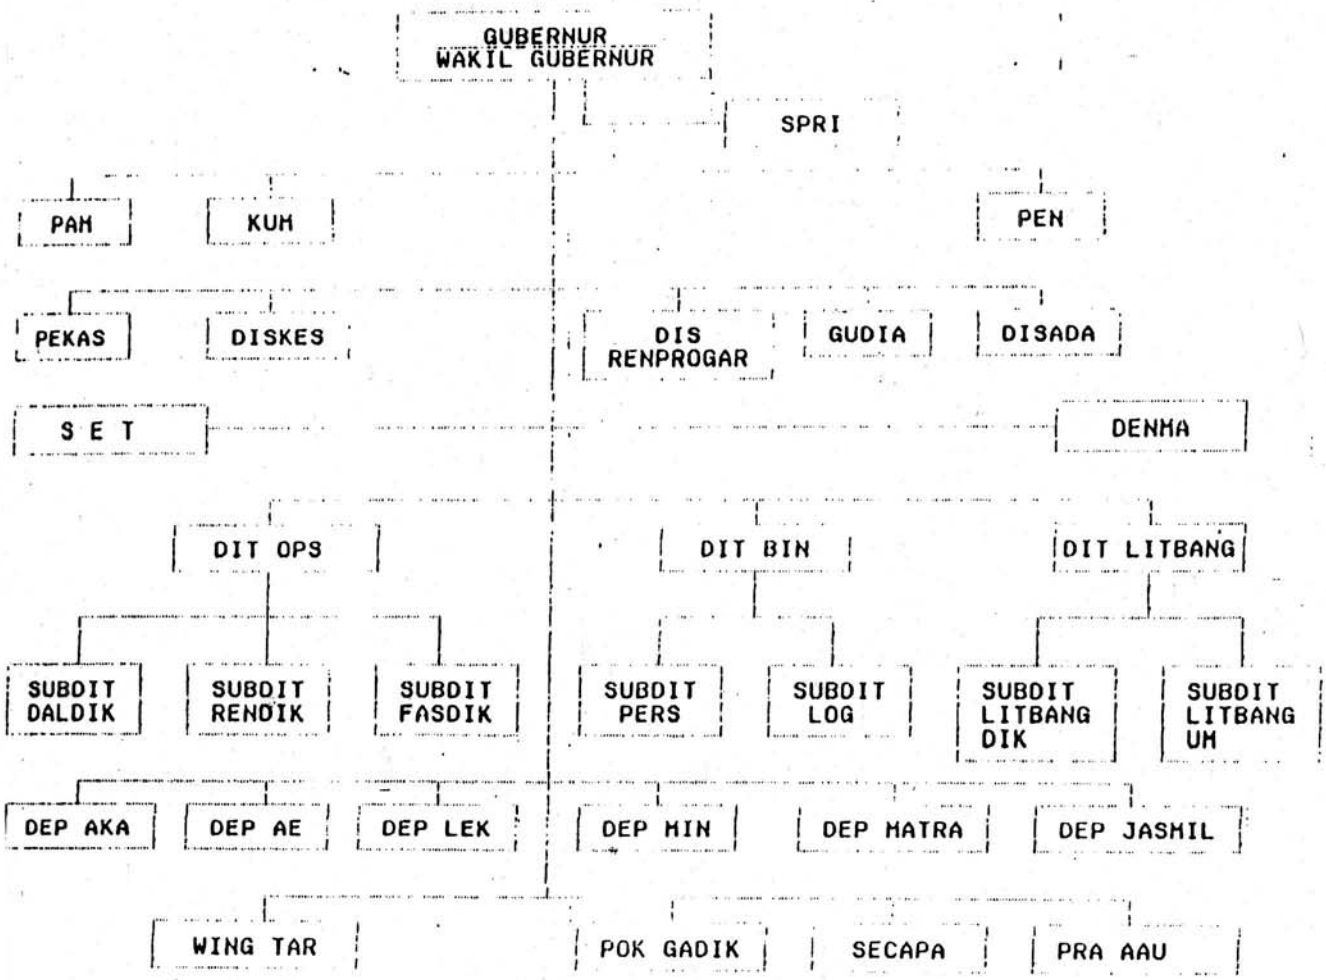 GUBERNUR
WAKIL GUBERNUR
SPRI
PAM
KUM
PEN
PEKAS
DISKES
DIS
RENPROGAR
GUDIA
DISADA
S E T
DENMA
DIT OPS
DIT BIN
DIT LITBANG
SUBDIT
DALDIK
SUBDIT
RENDIK
SUBDIT
FASDIK
SUBDIT
PERS
SUBDIT
LOG
SUBDIT
LITBANG
DIK
SUBDIT
LITBANG
UM
DEP AKA
DEP AE
DEP LEK
DEP MIN
DEP MATRA
DEP JASMIL
WING TAR
POK GADIK
SECAPA
PRA AAU